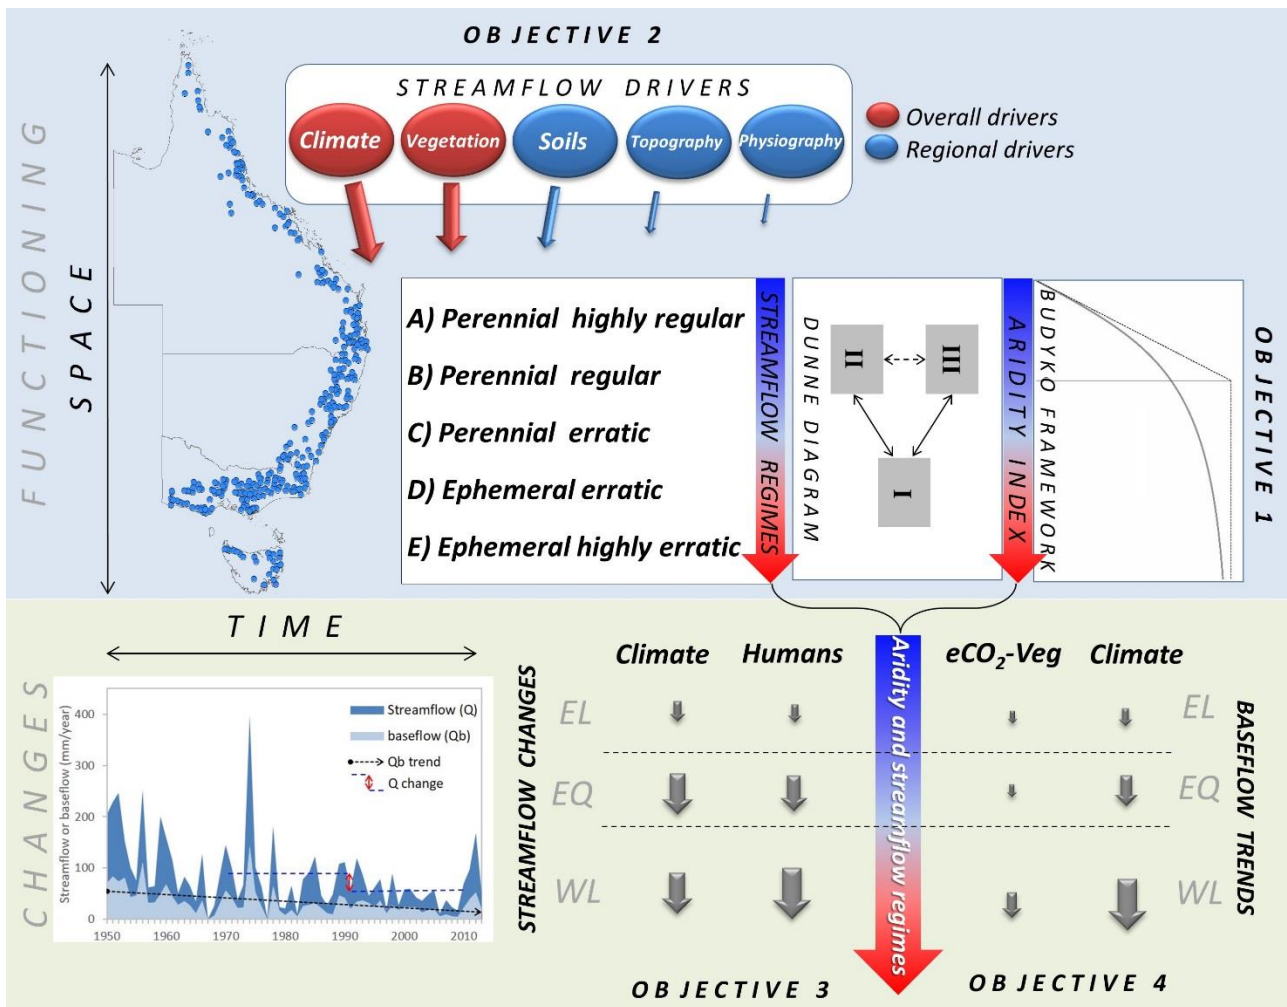 OBJECTIVE 2
STREAMFLOW DRIVERS
Climate
Vegetation
Soils
Topography
Physiography
Overall drivers
Regional drivers
FUNCTIONING
SPACE
A) Perennial highly regular
B) Perennial regular
C) Perennial erratic
D) Ephemeral erratic
E) Ephemeral highly erratic
STREAMFLOW REGIMES
DUNNE DIAGRAM
II
III
I
ARIDITY INDEX
BUDYKO FRAMEWORK
OBJECTIVE 1
TIME
CHANGES
Streamflow or baseflow (mm/year)
400
300
200
100
0
1950
1960
1970
1980
1990
2000
2010
Streamflow (Q)
baseflow (Qb)
Qb trend
Q change
STREAMFLOW CHANGES
Climate
Humans
EL
EQ
WL
Aridity and streamflow regimes
eCO₂-Veg
Climate
EL
EQ
WL
BASEFLOW TRENDS
OBJECTIVE 3
OBJECTIVE 4